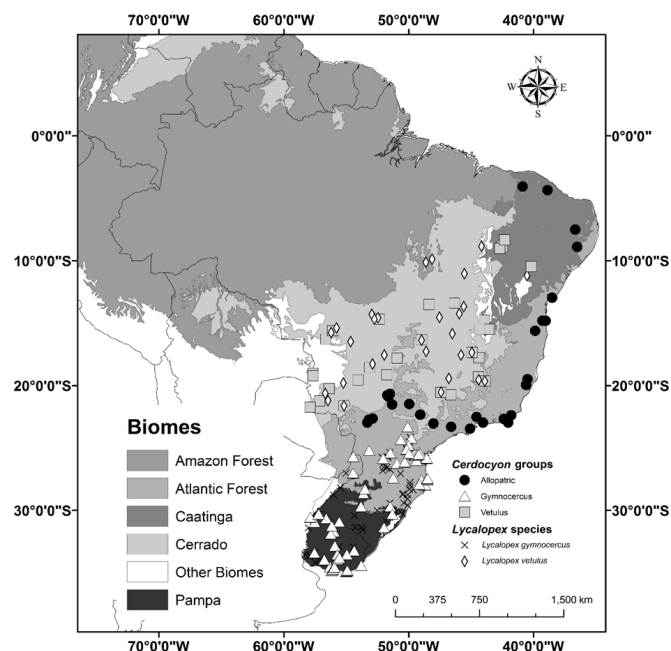 70°0'0"W 60°0'0"W 50°0'0"W 40°0'0"W
N
W E
S
0°0'0"
10°0'0"S
20°0'0"S
30°0'0"S
Biomes
Amazon Forest
Atlantic Forest
Caatinga
Cerrado
Other Biomes
Pampa
Cerdocyon groups
Allopatric
Gymnocercus
Vetulus
Lycalopex species
Lycalopex gymnocercus
Lycalopex vetulus
0 375 750 1,500 km
0°0'0"
10°0'0"S
20°0'0"S
30°0'0"S
70°0'0"W 60°0'0"W 50°0'0"W 40°0'0"W